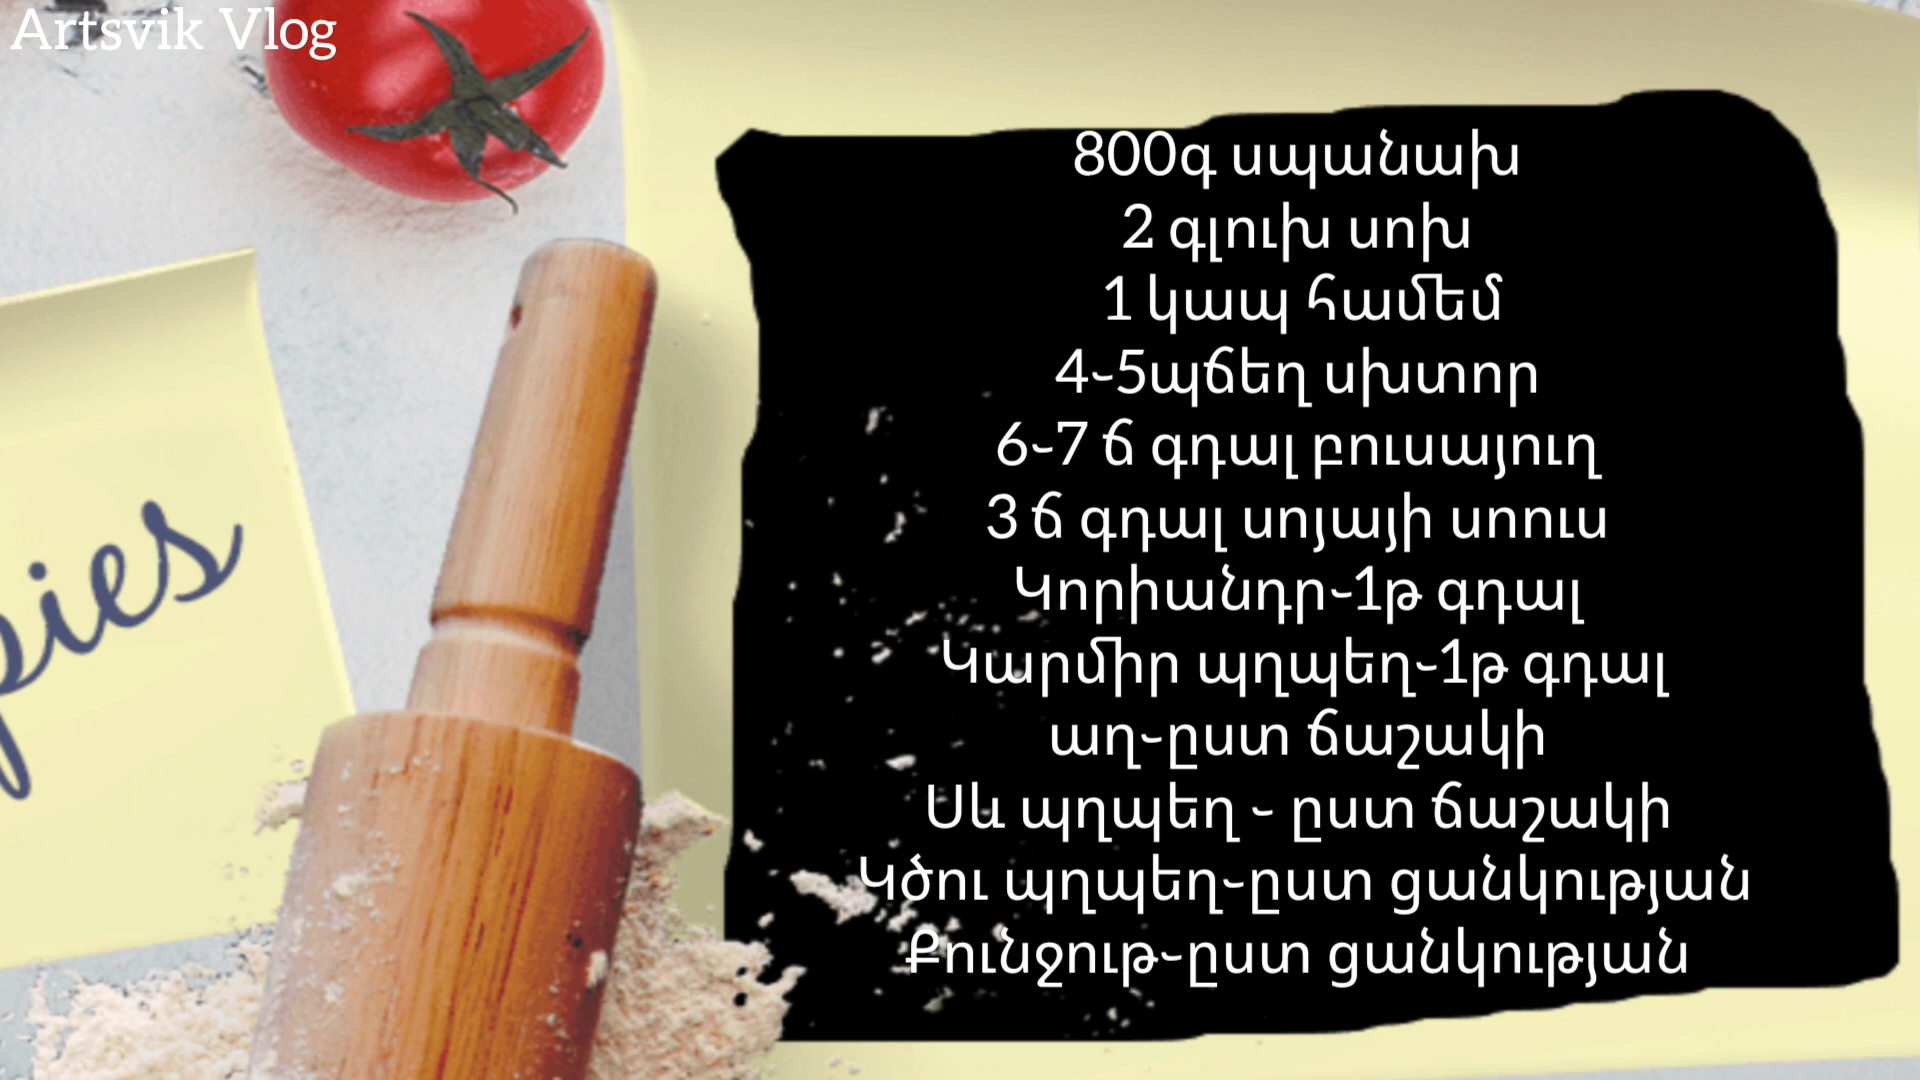 Artsvik Vlog
pies
800գ սպանախ
2 գլուխ սոխ
1 կապ համեմ
4֊5պճեղ սխտոր
6֊7 ճ գդալ բուսայուղ
3 ճ գդալ սոյայի սոուս
Կորիանդր֊1թ գդալ
Կարմիր պղպեղ֊1թ գդալ
աղ֊ըստ ճաշակի
Սև պղպեղ ֊ ըստ ճաշակի
Կծու պղպեղ֊ըստ ցանկության
Քունջութ֊ըստ ցանկության